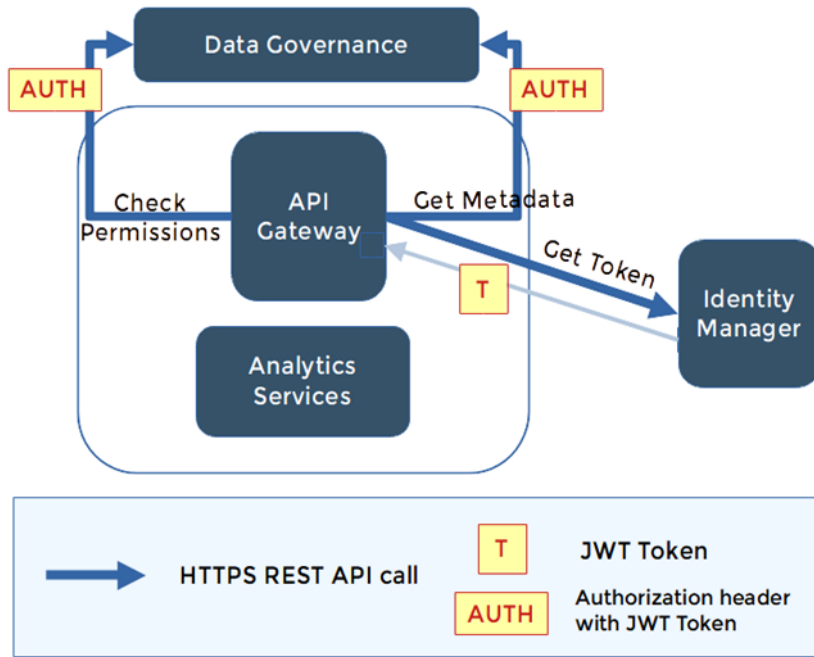 Data Governance
AUTH
AUTH
API
Gateway
Check
Permissions
Get Metadata
Get Token
T
Identity
Manager
Analytics
Services
HTTPS REST API call
T
JWT Token
AUTH
Authorization header
with JWT Token